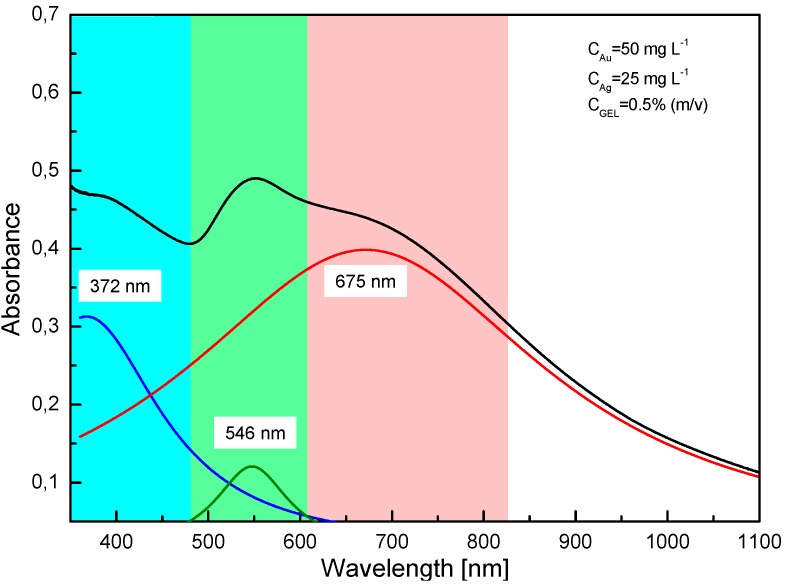 0,7
0,6
0,5
0,4
0,3
0,2
0,1
Absorbance
C_Au=50 mg L^-1
C_Ag=25 mg L^-1
C_GEL=0.5% (m/v)
372 nm
675 nm
546 nm
400 500 600 700 800 900 1000 1100
Wavelength [nm]